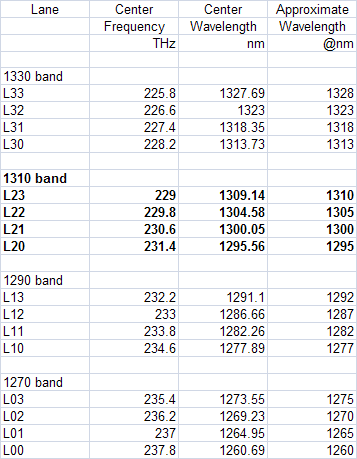 Lane Center Center Approximate
Frequency Wavelength Wavelength
THz nm @nm
1330 band
L33 225.8 1327.69 1328
L32 226.6 1323 1323
L31 227.4 1318.35 1318
L30 228.2 1313.73 1313
1310 band
L23 229 1309.14 1310
L22 229.8 1304.58 1305
L21 230.6 1300.05 1300
L20 231.4 1295.56 1295
1290 band
L13 232.2 1291.1 1292
L12 233 1286.66 1287
L11 233.8 1282.26 1282
L10 234.6 1277.89 1277
1270 band
L03 235.4 1273.55 1275
L02 236.2 1269.23 1270
L01 237 1264.95 1265
L00 237.8 1260.69 1260